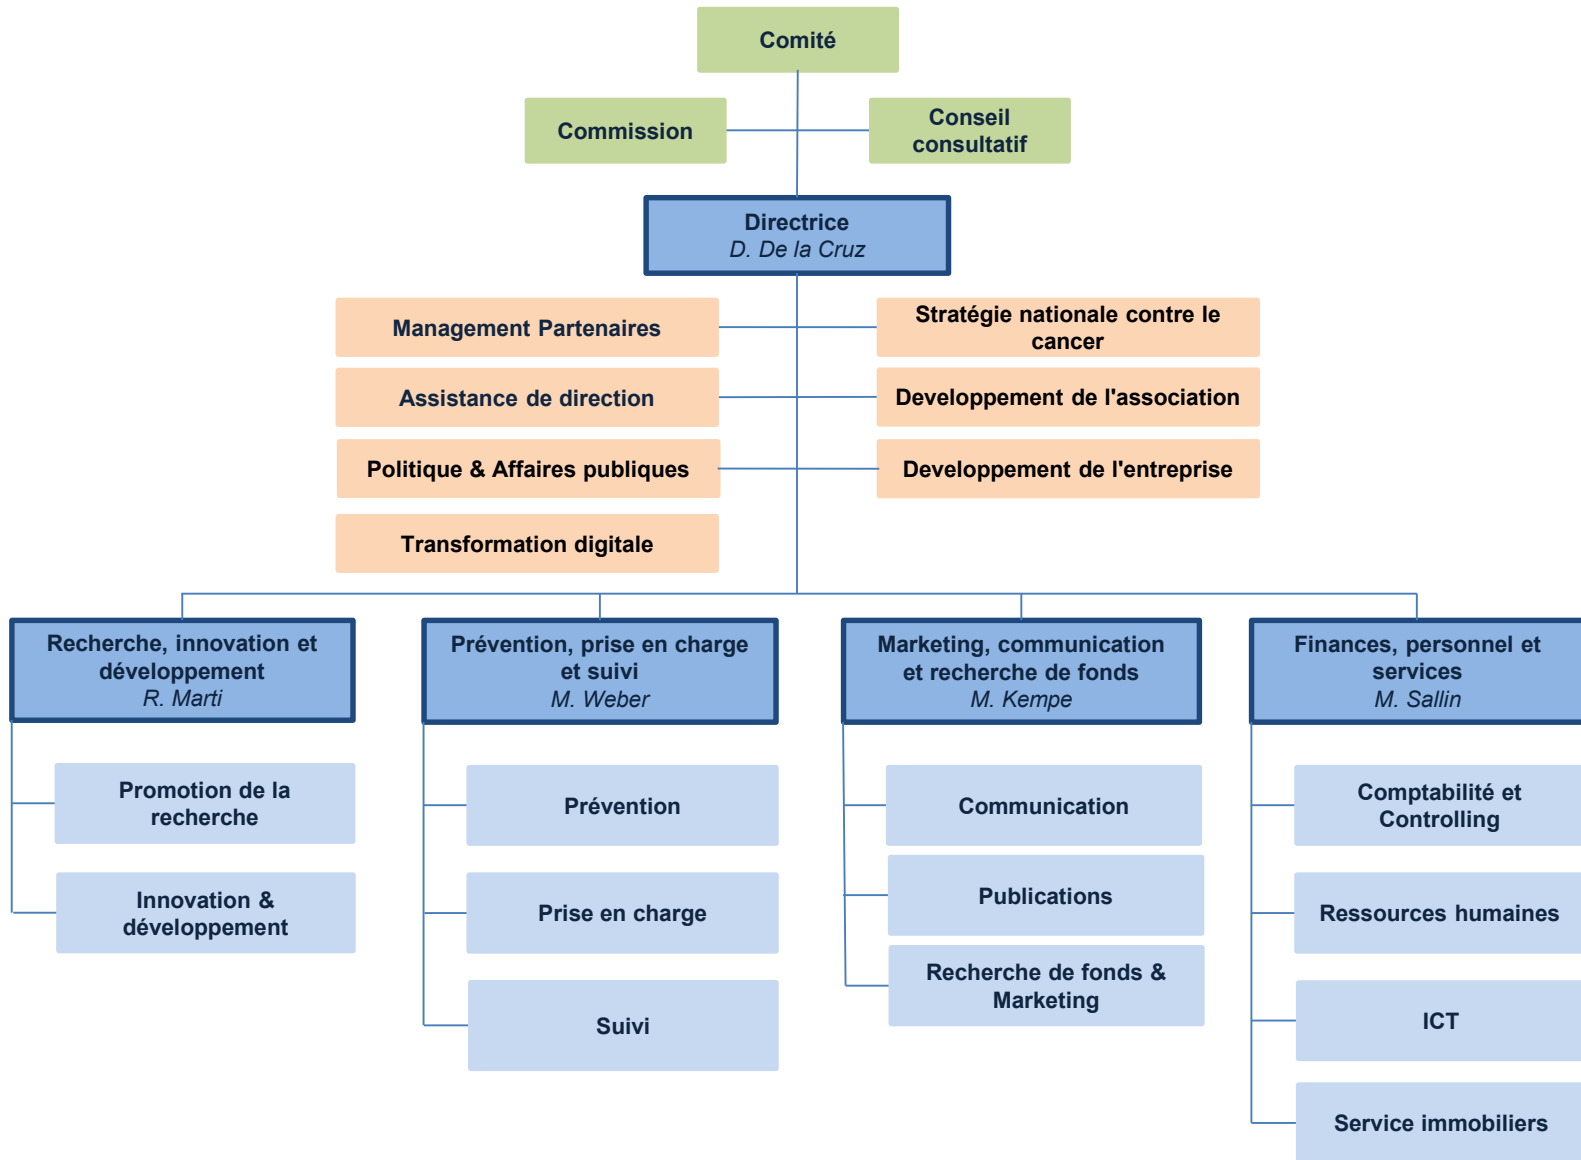 Comité
Commission
Conseil
consultatif
Directrice
D. De la Cruz
Management Partenaires
Stratégie nationale contre le
cancer
Assistance de direction
Developpement de l'association
Politique & Affaires publiques
Developpement de l'entreprise
Transformation digitale
Recherche, innovation et
développement
R. Marti
Prévention, prise en charge
et suivi
M. Weber
Marketing, communication
et recherche de fonds
M. Kempe
Finances, personnel et
services
M. Sallin
Promotion de la
recherche
Innovation &
développement
Prévention
Prise en charge
Suivi
Communication
Publications
Recherche de fonds &
Marketing
Comptabilité et
Controlling
Ressources humaines
ICT
Service immobiliers